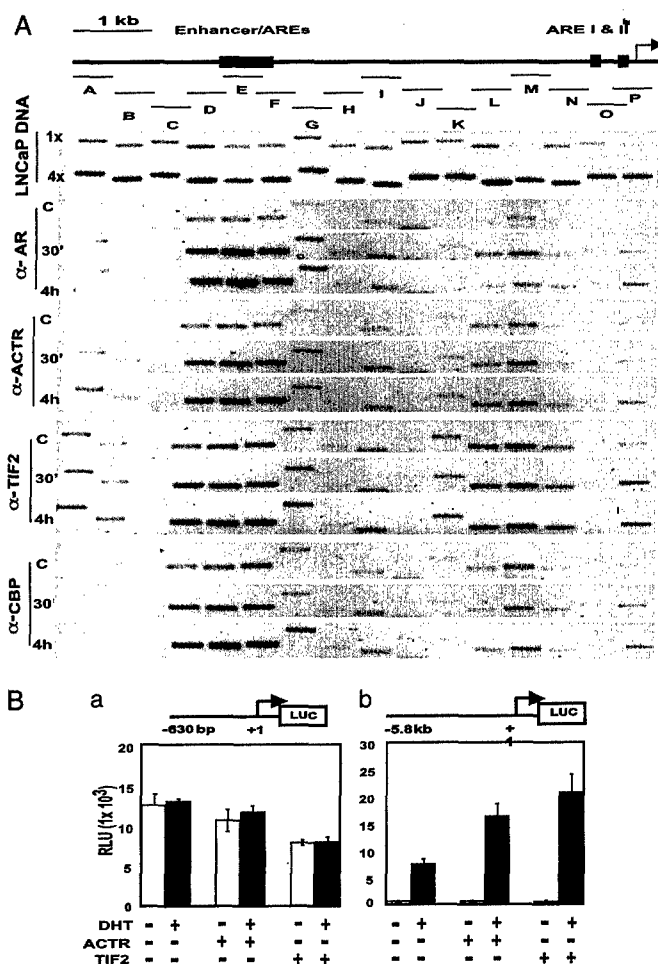 A
1 kb
Enhancer/AREs
ARE I & II
A B C D E F G H I J K L M N O P
LNCaP DNA
1x
4x
α- AR
C
30'
4h
α-ACTR
C
30'
4h
α-TIF2
C
30'
4h
α-CBP
C
30'
4h
B
a
b
LUC
LUC
-630 bp
+1
-5.8kb
+1
RLU (1x 10³)
20
15
10
5
0
30
25
20
15
10
5
0
DHT - + - + - + - + - + - +
ACTR - - + + - - - - + + - -
TIF2 - - - - + + - - - - + +